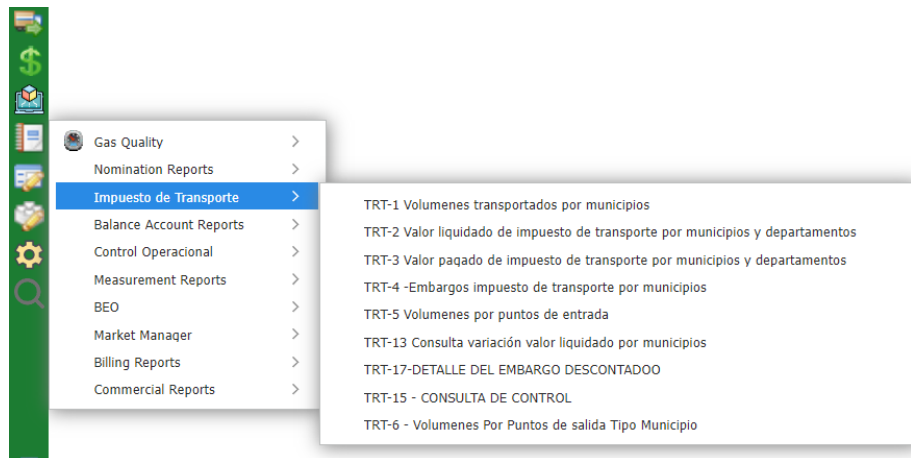 Gas Quality
Nomination Reports
Impuesto de Transporte
Balance Account Reports
Control Operacional
Measurement Reports
BEO
Market Manager
Billing Reports
Commercial Reports
TRT-1 Volumenes transportados por municipios
TRT-2 Valor liquidado de impuesto de transporte por municipios y departamentos
TRT-3 Valor pagado de impuesto de transporte por municipios y departamentos
TRT-4 -Embargos impuesto de transporte por municipios
TRT-5 Volumenes por puntos de entrada
TRT-13 Consulta variación valor liquidado por municipios
TRT-17-DETALLE DEL EMBARGO DESCONTADOO
TRT-15 - CONSULTA DE CONTROL
TRT-6 - Volumenes Por Puntos de salida Tipo Municipio